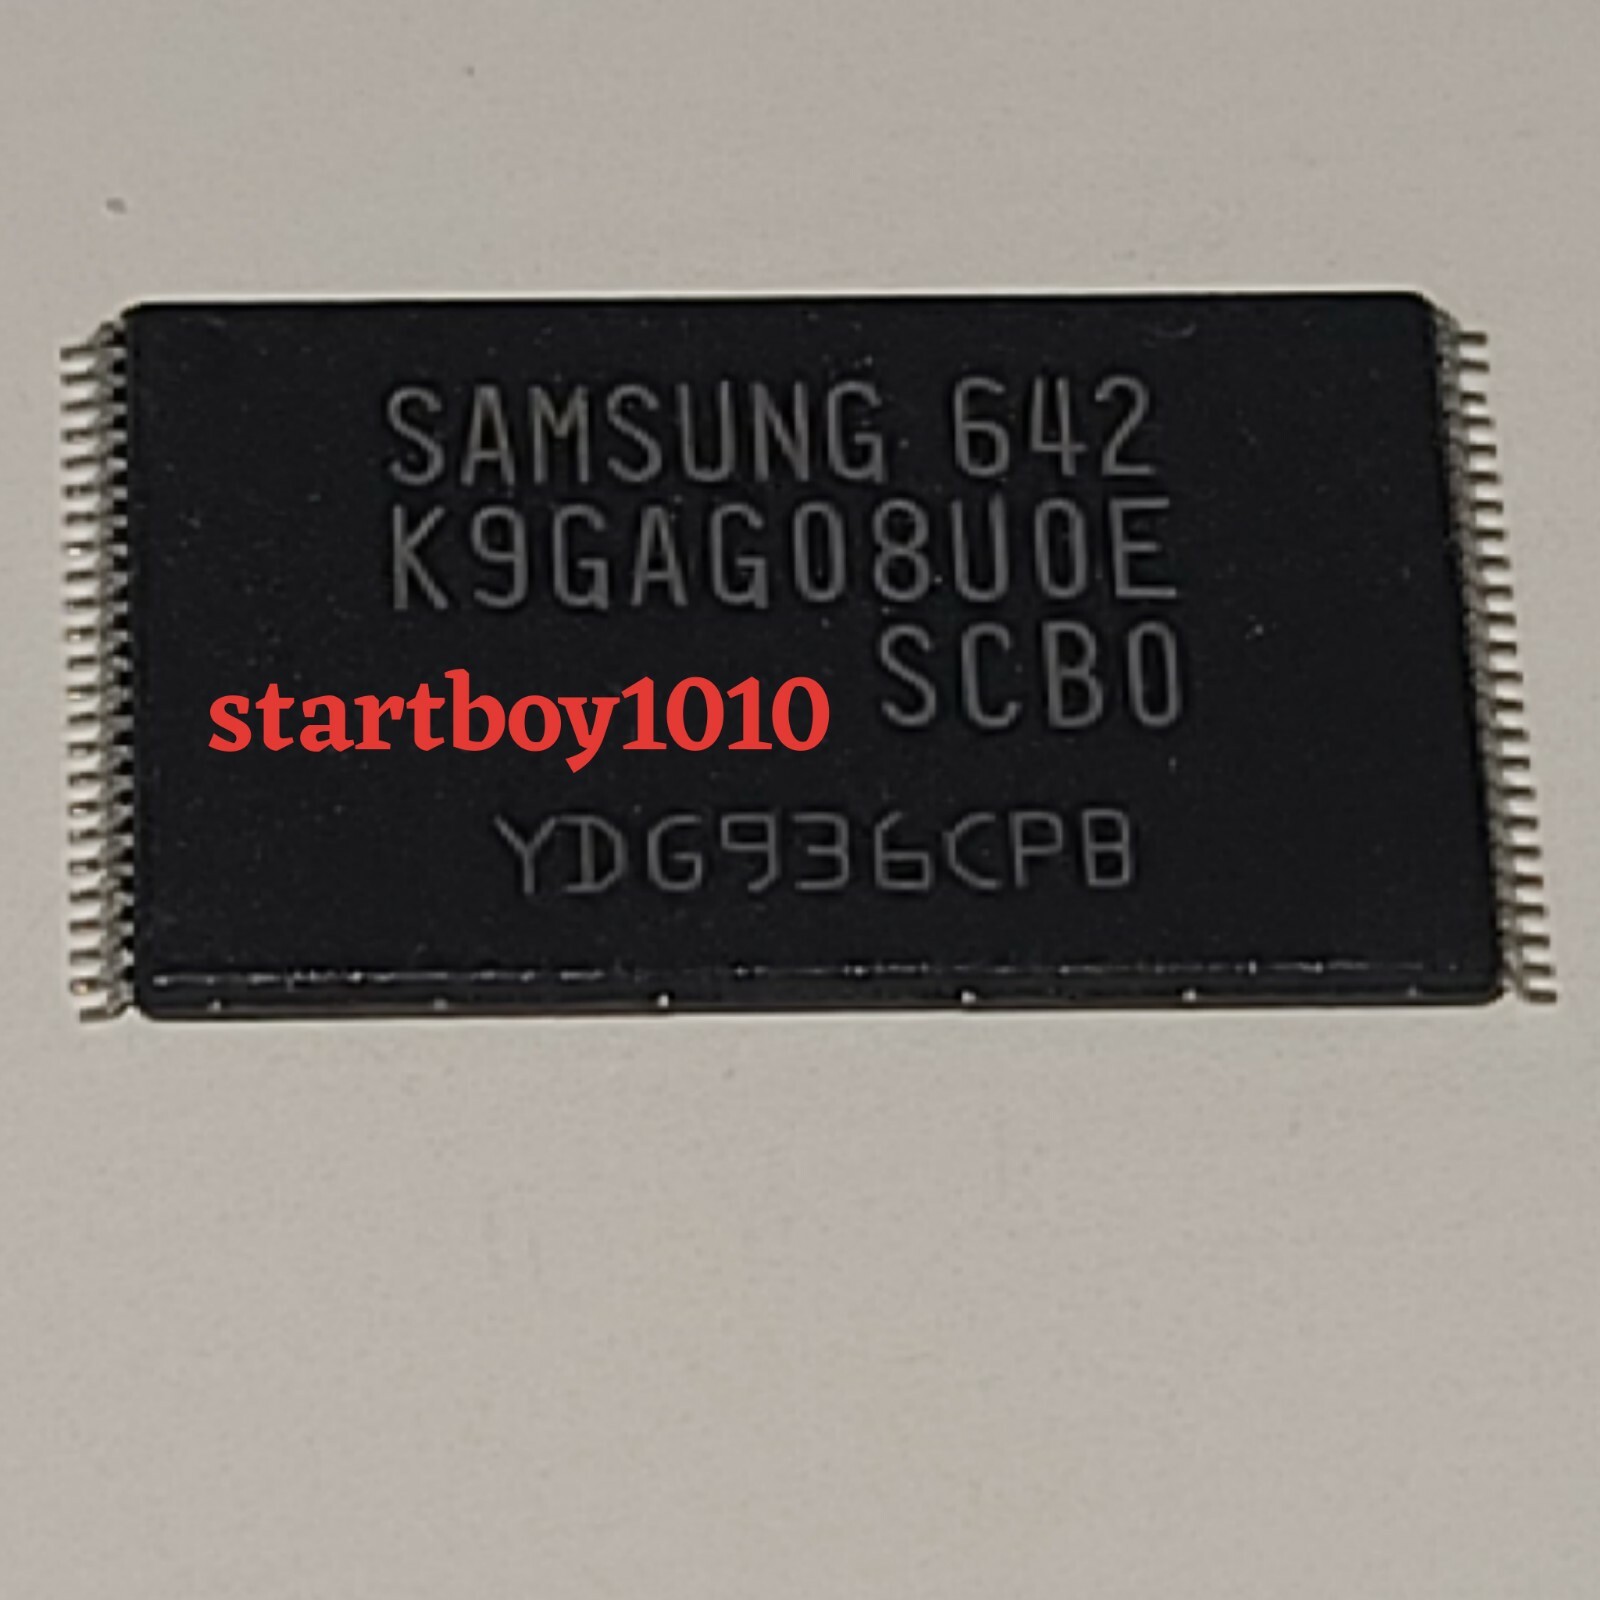 SAMSUNG 642
K9GAG08U0E
SCB0
startboy1010
YDG936CPB